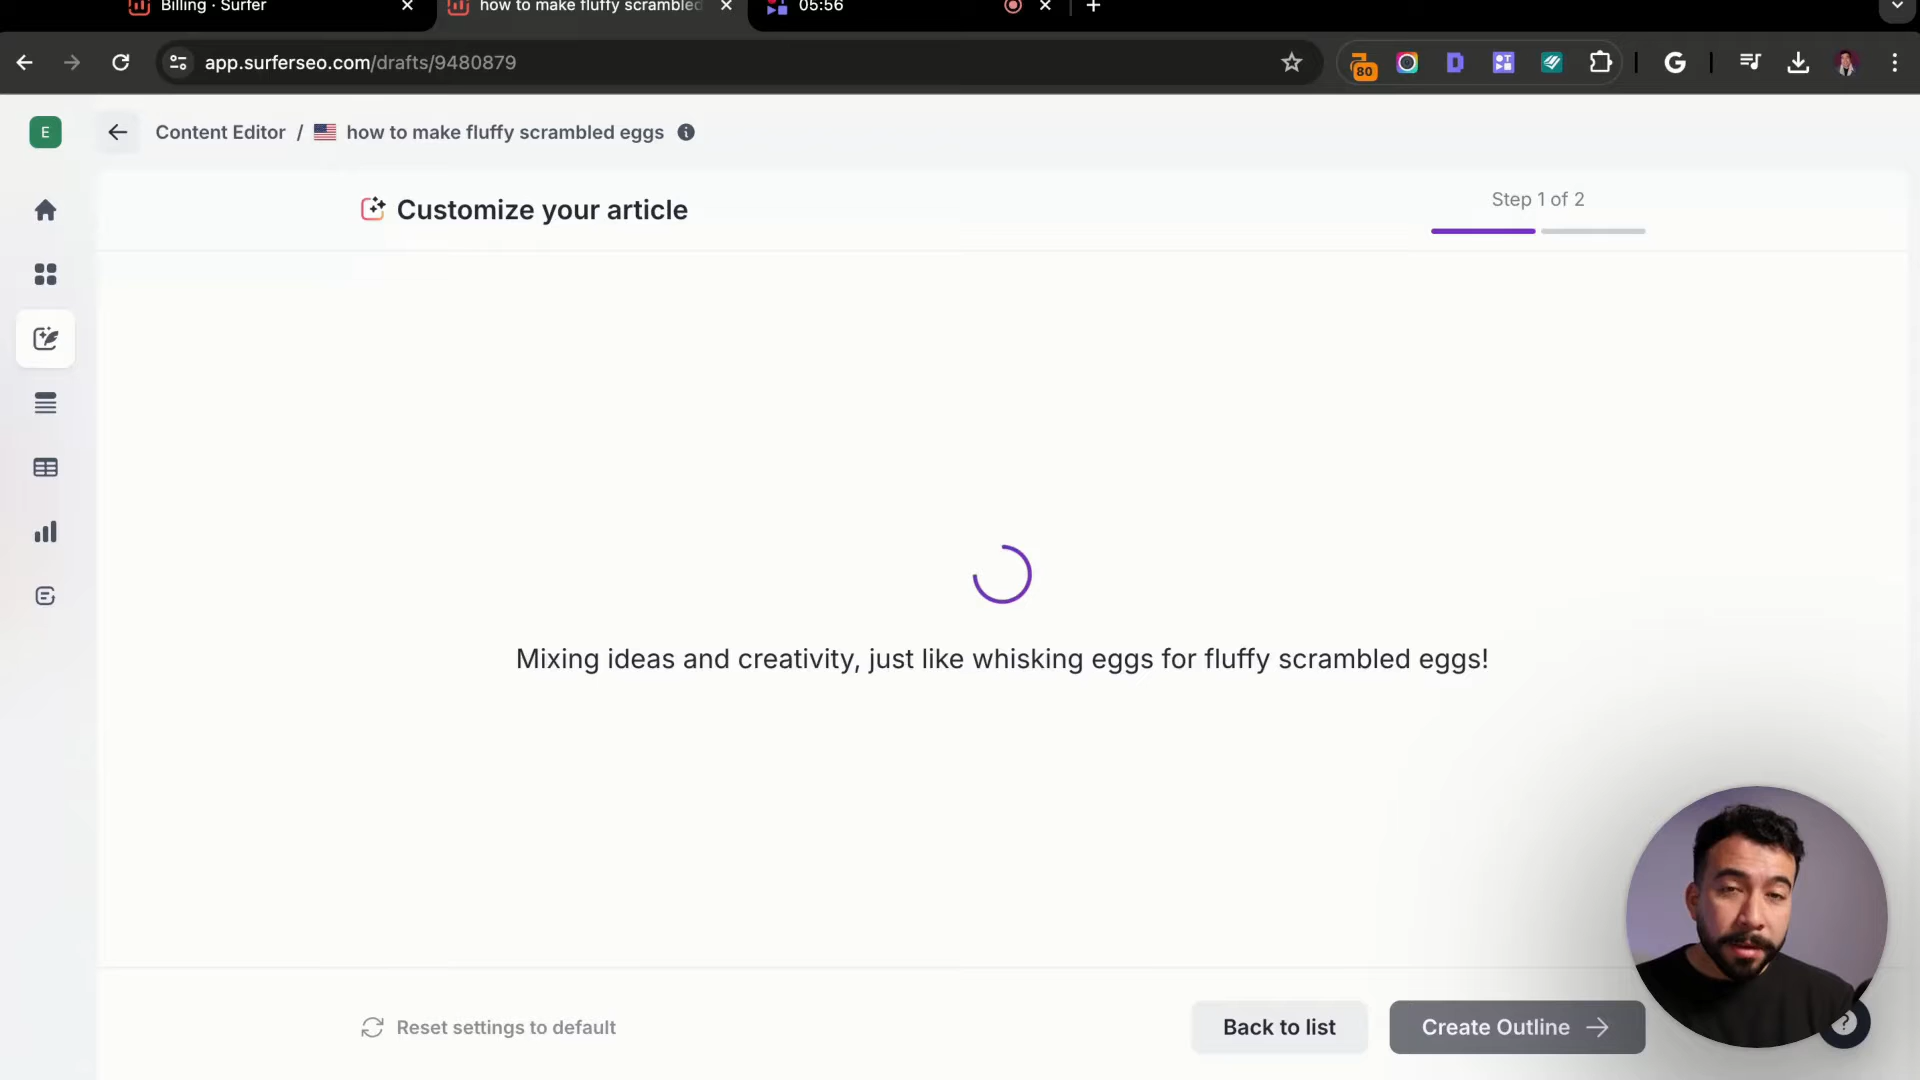 Billing · Surfer
how to make fluffy scrambled
05:56
app.surferseo.com/drafts/9480879
80
E
Content Editor / how to make fluffy scrambled eggs
Customize your article
Step 1 of 2
Mixing ideas and creativity, just like whisking eggs for fluffy scrambled eggs!
Reset settings to default
Back to list
Create Outline
?